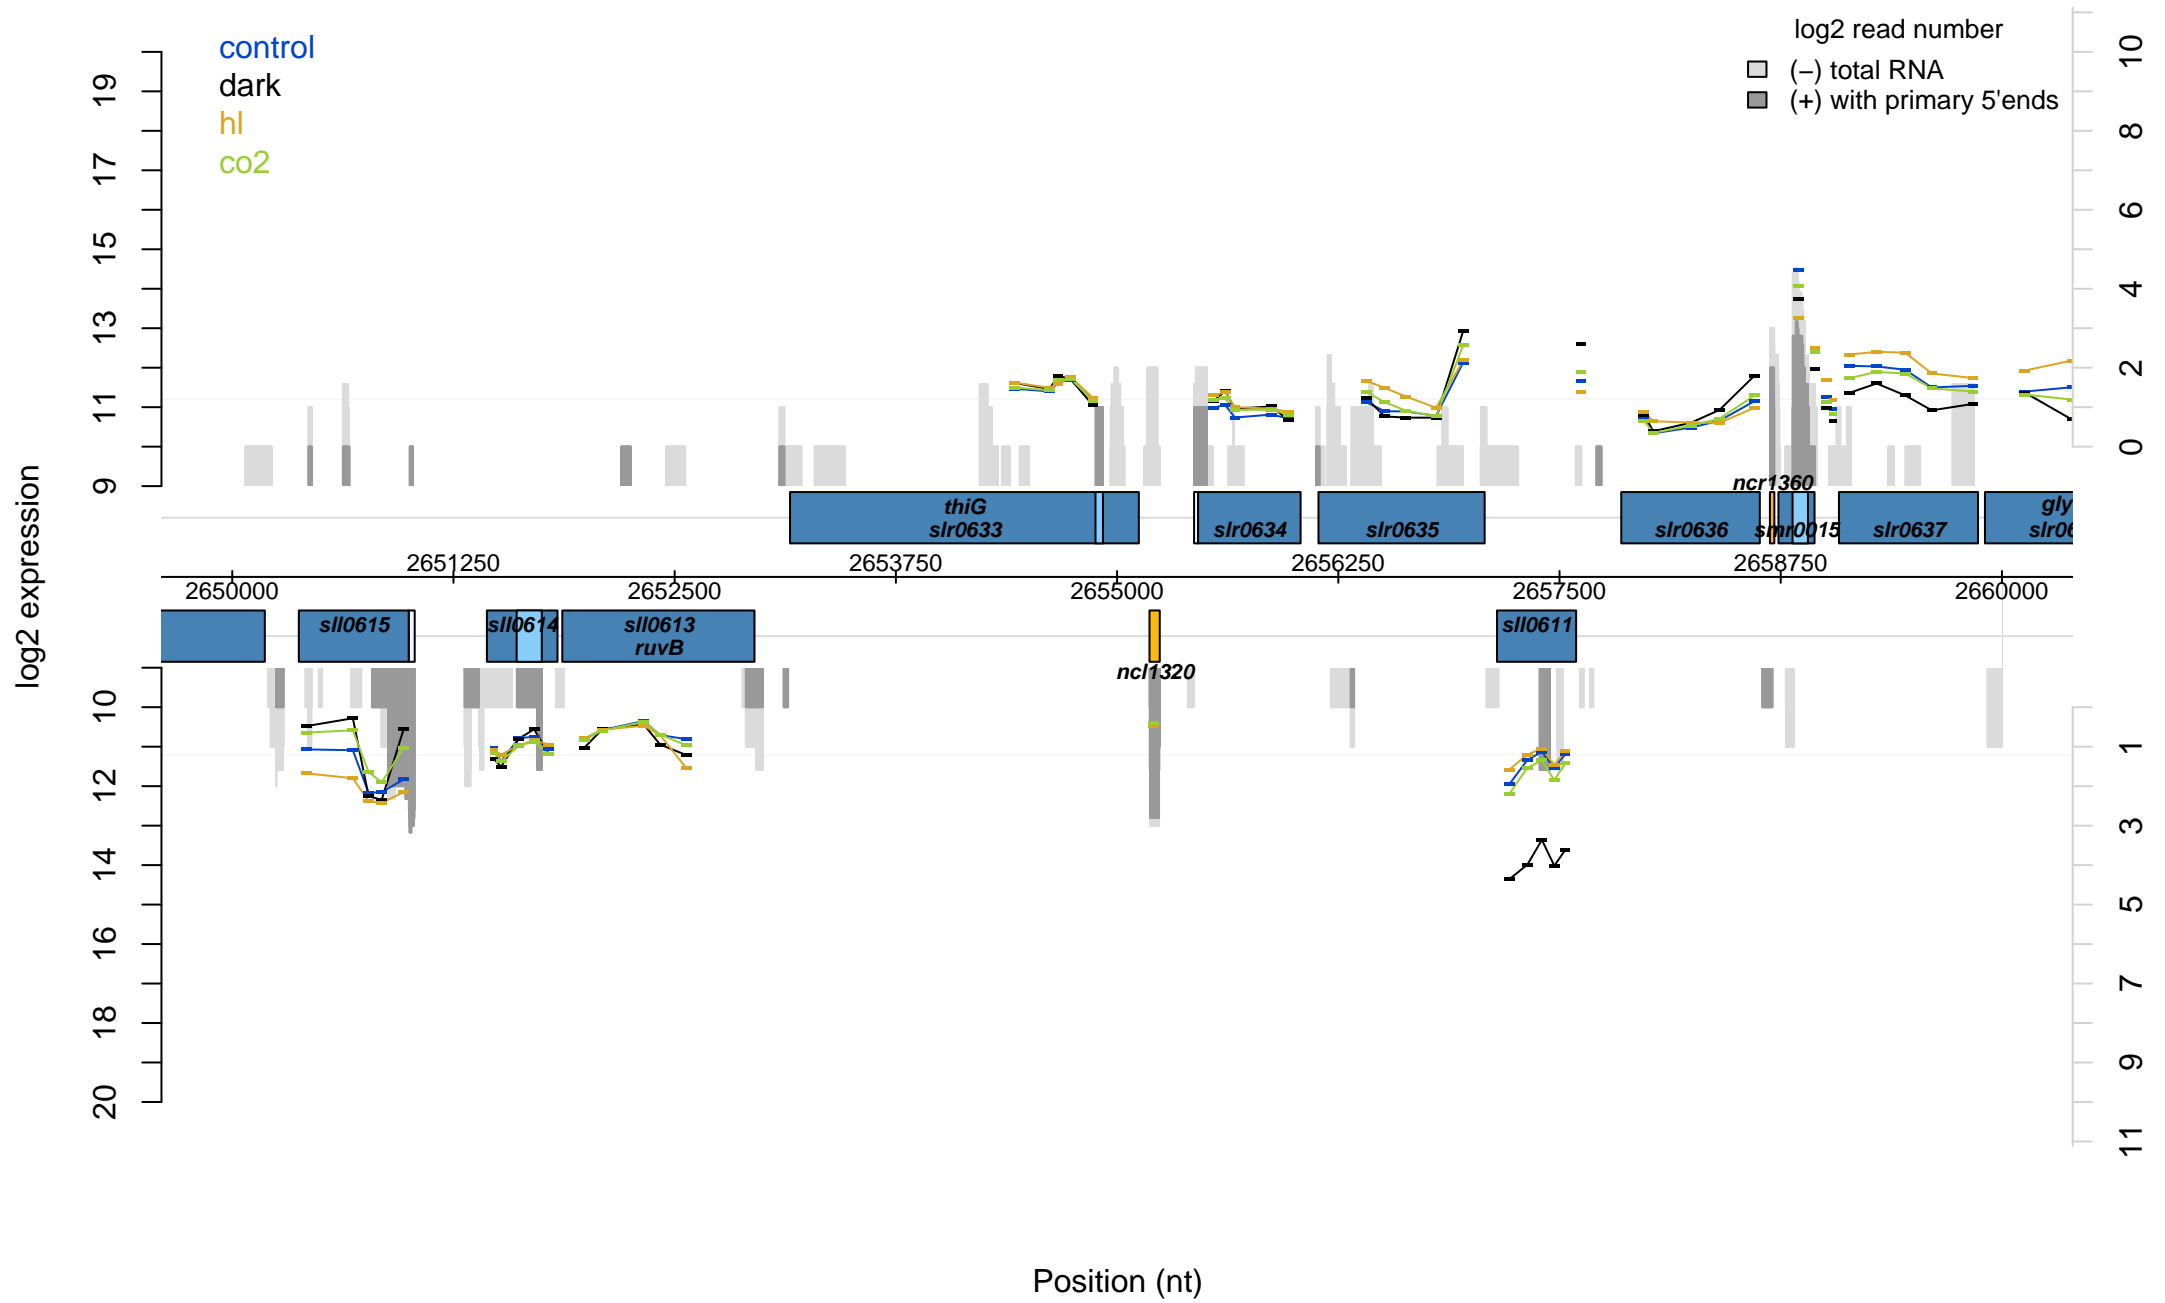 control
dark
hl
co2
log2 read number
(−) total RNA
(+) with primary 5'ends
19
17
15
13
11
9
10
8
6
4
2
0
log2 expression
ncr1360
thiG
slr0633
slr0634
slr0635
slr0636
smr0015
slr0637
gly
slr06
2651250
2653750
2656250
2658750
2650000
2652500
2655000
2657500
2660000
sll0615
sll0614
sll0613
ruvB
ncl1320
sll0611
10
12
14
16
18
20
1
3
5
7
9
11
Position (nt)